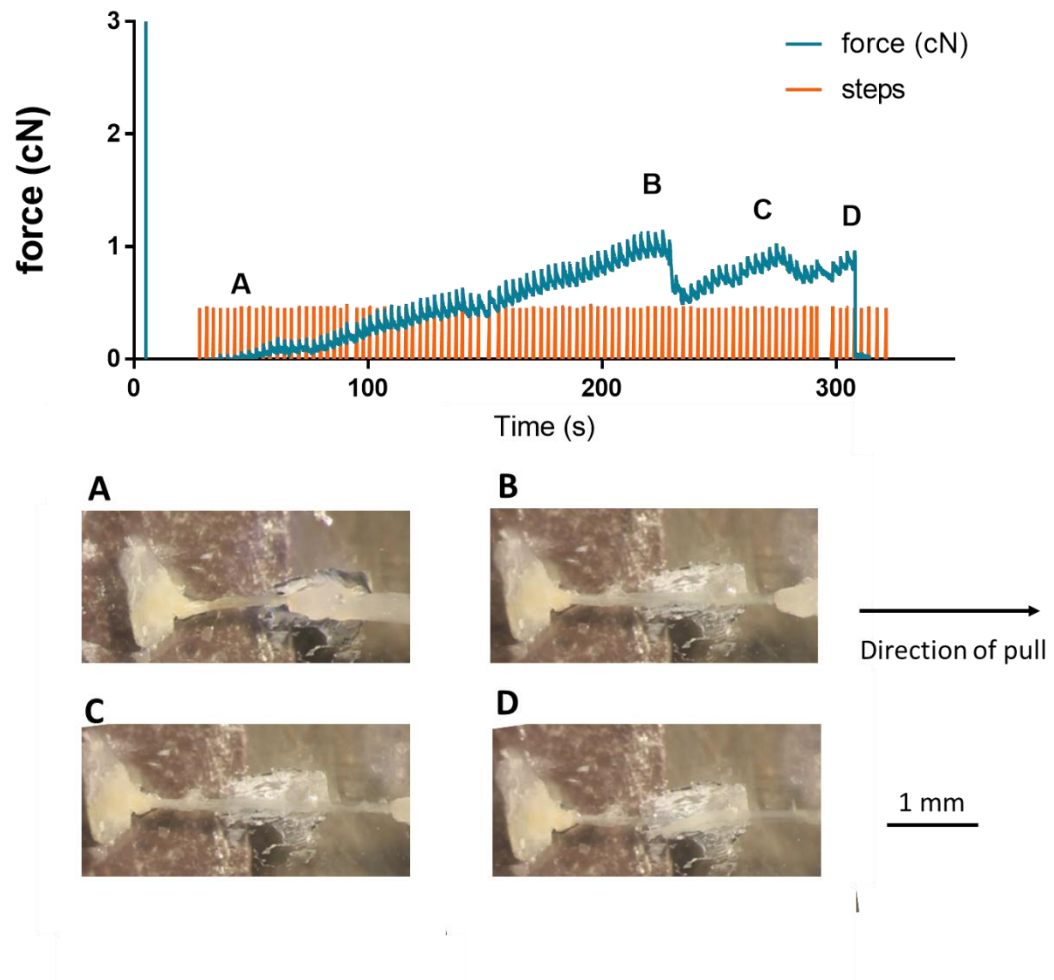 3
force (cN)
steps
2
force (cN)
B
C
D
1
A
0
0
100
200
300
Time (s)
A
B
Direction of pull
C
D
1 mm